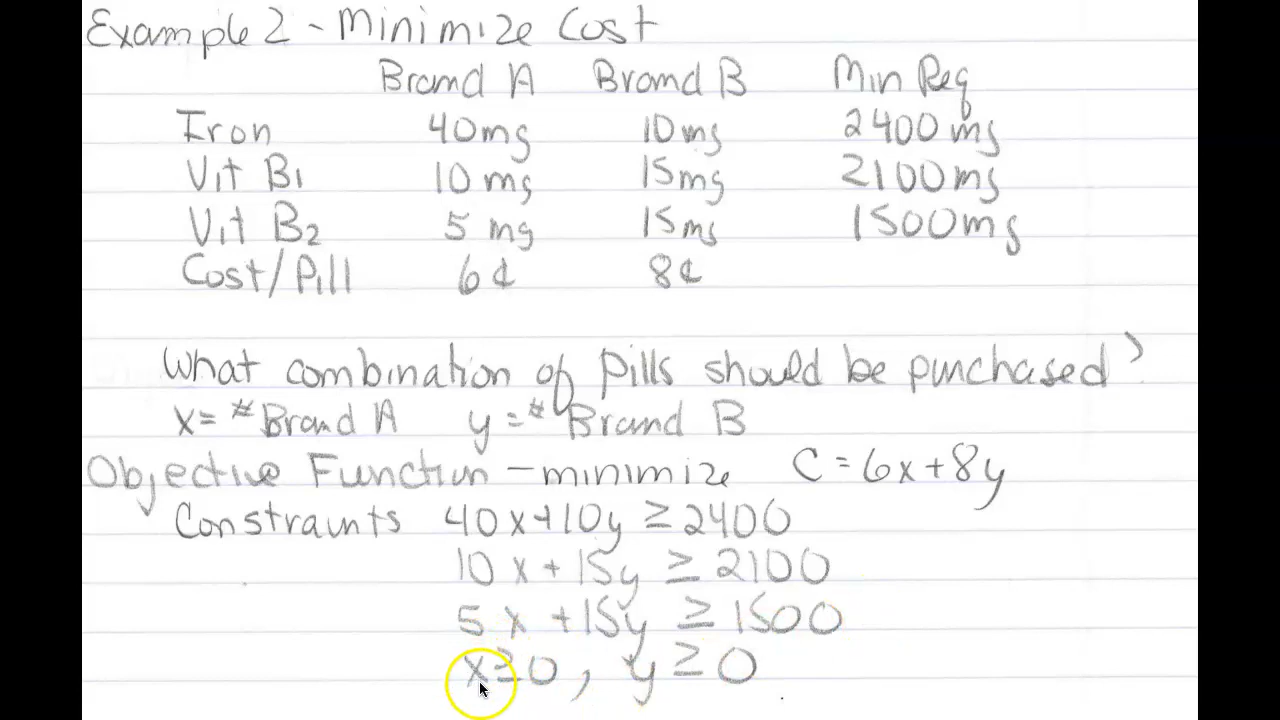 Example 2 - Minimize Cost
Brand A Brand B Min Req
Iron 40mg 10mg 2400mg
Vit B1 10mg 15mg 2100mg
Vit B2 5mg 15mg 1500mg
Cost/Pill 6¢ 8¢
What combination of pills should be purchased?
x = # Brand A y = # Brand B
Objective Function - minimize C = 6x + 8y
Constraunts 40x + 10y ≥ 2400
10x + 15y ≥ 2100
5x + 15y ≥ 1500
x ≥ 0, y ≥ 0